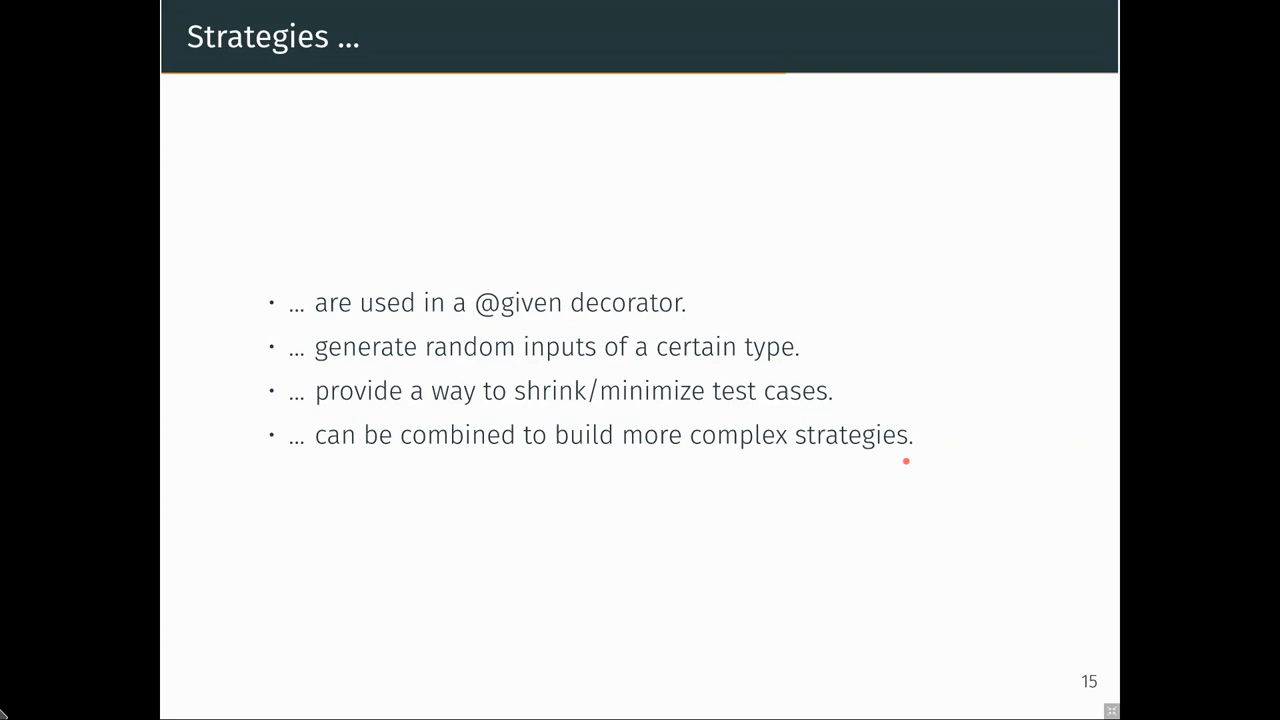 Strategies ...
• ... are used in a @given decorator.
• ... generate random inputs of a certain type.
• ... provide a way to shrink/minimize test cases.
• ... can be combined to build more complex strategies.
15